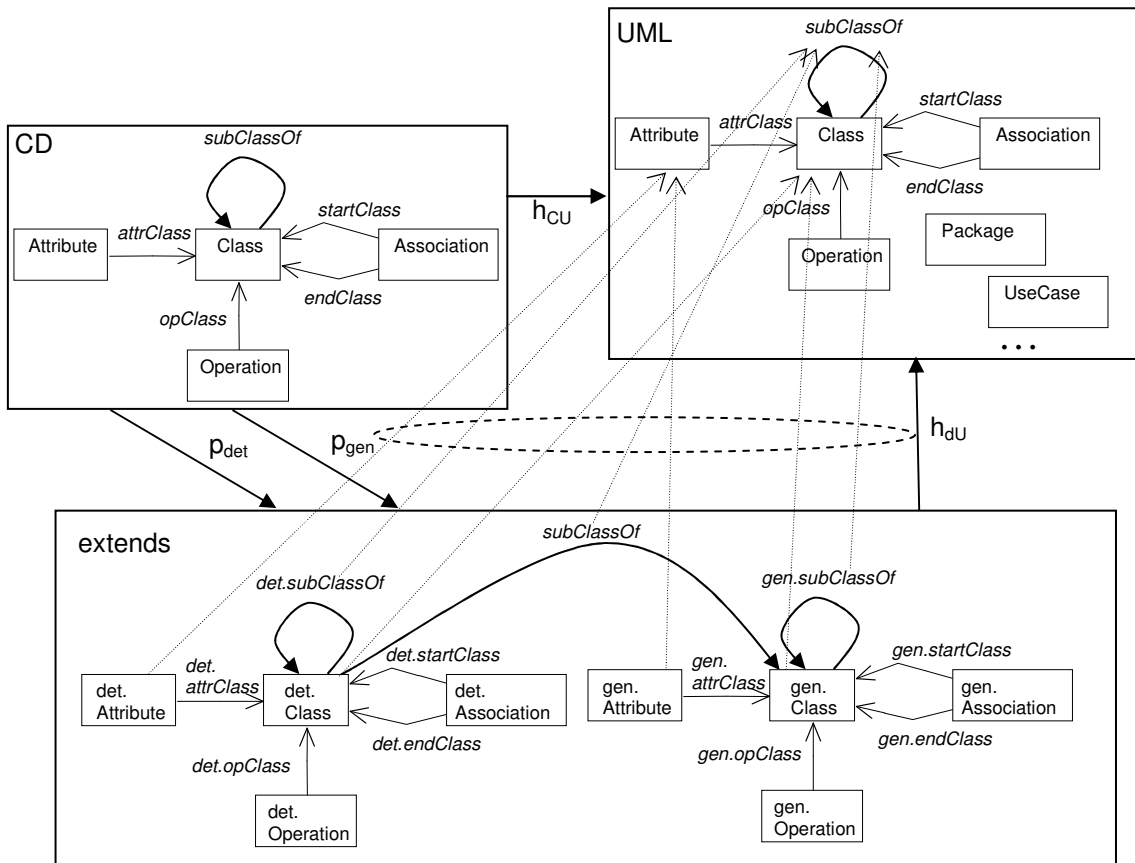 UML
subClassOf
Attribute
attrClass
Class
startClass
Association
endClass
opClass
Operation
Package
UseCase
...
CD
subClassOf
Attribute
attrClass
Class
startClass
Association
endClass
opClass
Operation
hCU
pdet
pgen
hdU
extends
subClassOf
det.subClassOf
gen.subClassOf
det.
Attribute
det.
attrClass
det.
Class
det.startClass
det.
Association
det.endClass
det.opClass
det.
Operation
gen.
Attribute
gen.
attrClass
gen.
Class
gen.startClass
gen.
Association
gen.endClass
gen.opClass
gen.
Operation